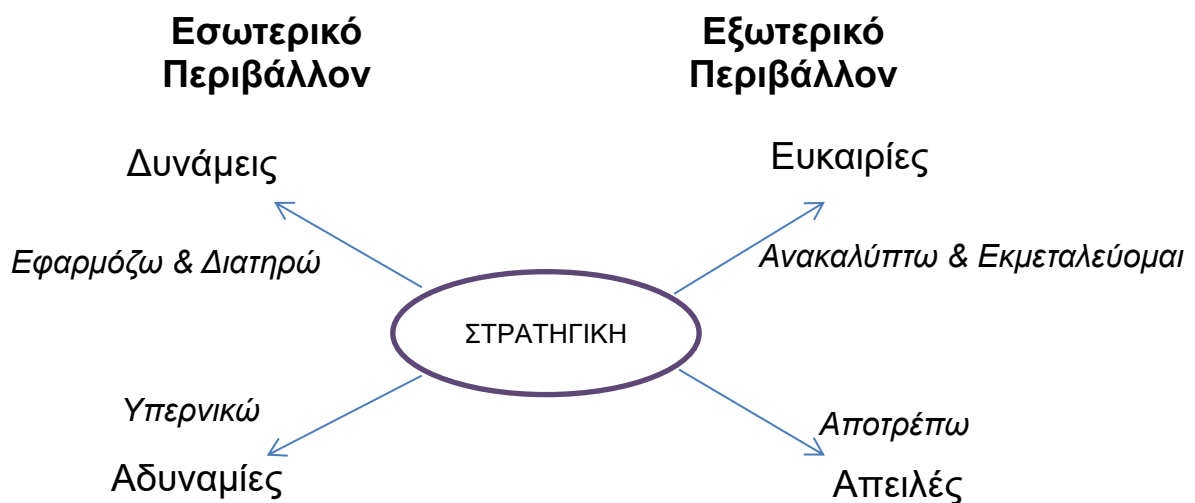 Εσωτερικό
Περιβάλλον
Εξωτερικό
Περιβάλλον
Δυνάμεις
Ευκαιρίες
Εφαρμόζω & Διατηρώ
Ανακαλύπτω & Εκμεταλεύομαι
ΣΤΡΑΤΗΓΙΚΗ
Υπερνικώ
Αποτρέπω
Αδυναμίες
Απειλές